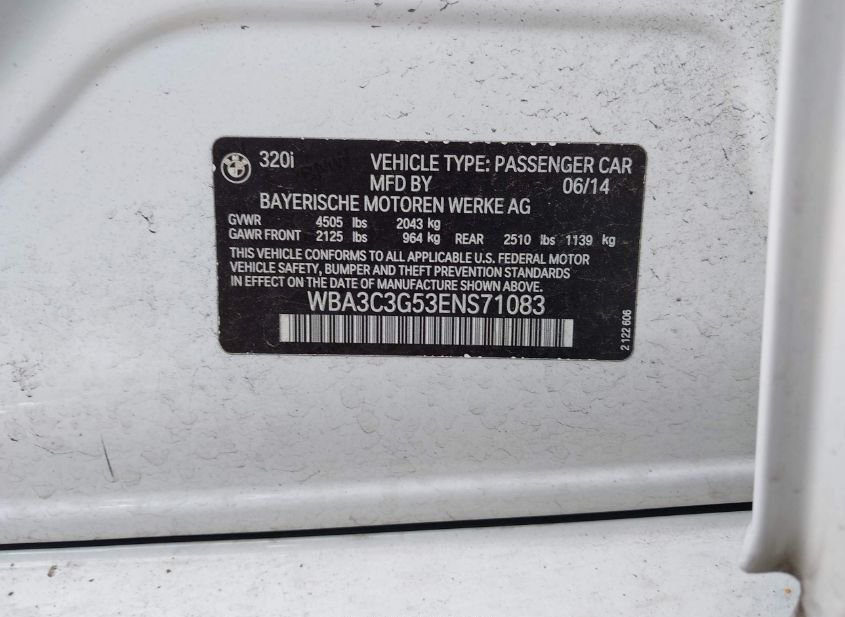 320i VEHICLE TYPE: PASSENGER CAR
MFD BY 06/14
BAYERISCHE MOTOREN WERKE AG
GVWR 4505 lbs 2043 kg
GAWR FRONT 2125 lbs 964 kg REAR 2510 lbs 1139 kg
THIS VEHICLE CONFORMS TO ALL APPLICABLE U.S. FEDERAL MOTOR
VEHICLE SAFETY, BUMPER AND THEFT PREVENTION STANDARDS
IN EFFECT ON THE DATE OF MANUFACTURE SHOWN ABOVE.
WBA3C3G53ENS71083
2 122 606